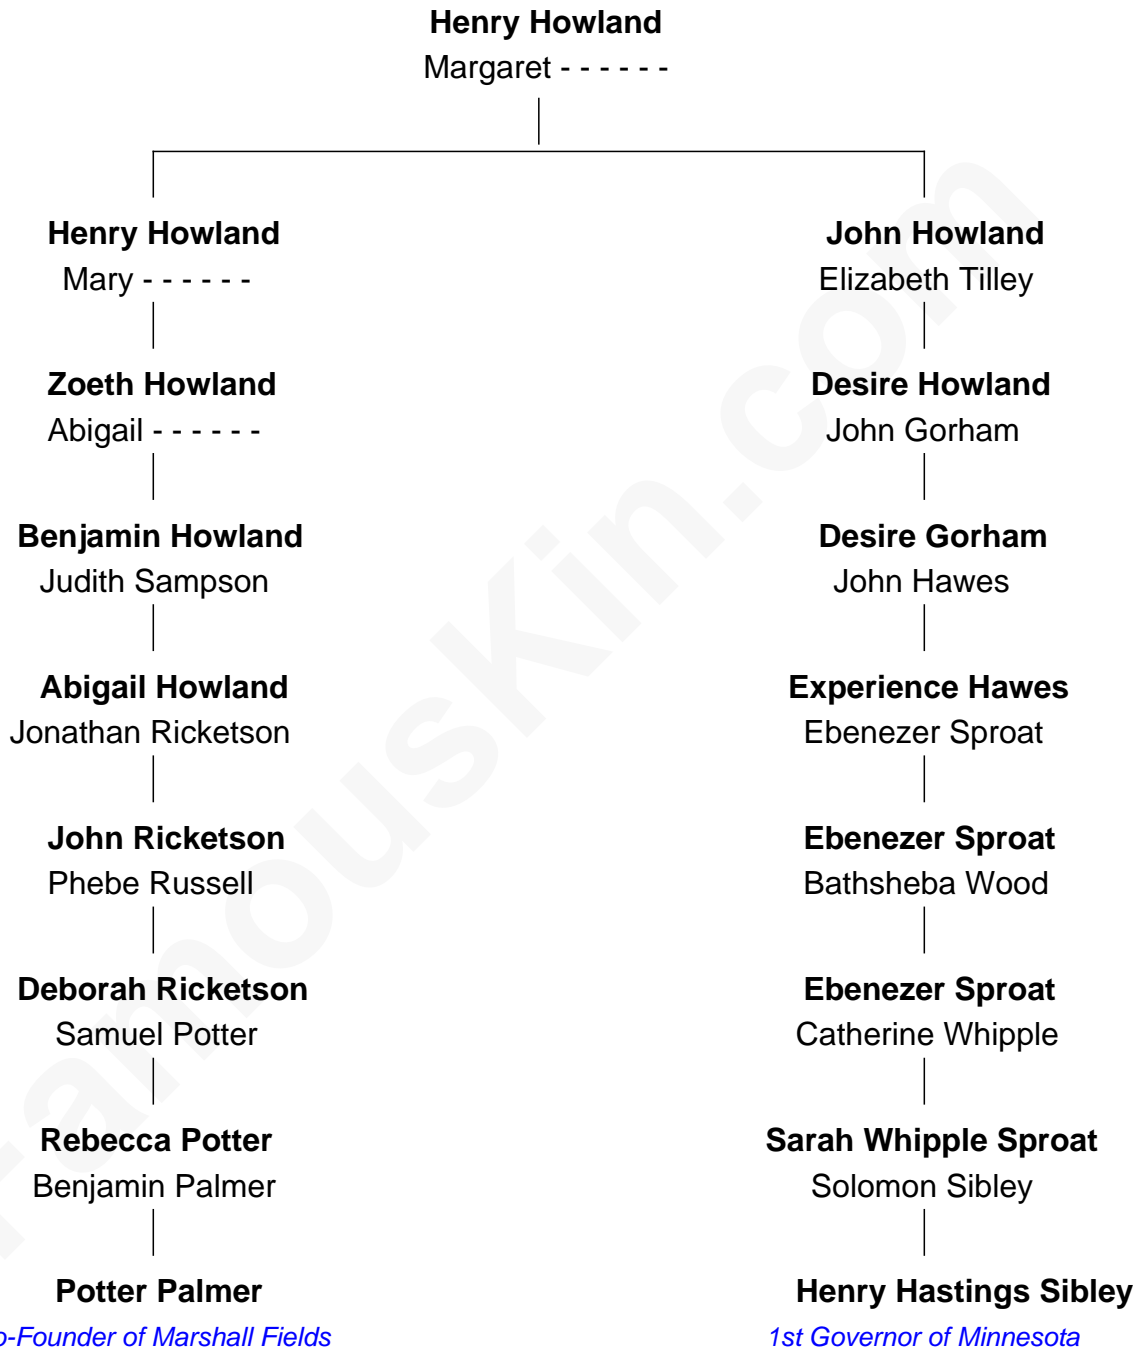 Henry Howland
Margaret - - - - - -
Henry Howland
Mary - - - - - -
Zoeth Howland
Abigail - - - - - -
Benjamin Howland
Judith Sampson
Abigail Howland
Jonathan Ricketson
John Ricketson
Phebe Russell
Deborah Ricketson
Samuel Potter
Rebecca Potter
Benjamin Palmer
Potter Palmer
o-Founder of Marshall Fields
John Howland
Elizabeth Tilley
Desire Howland
John Gorham
Desire Gorham
John Hawes
Experience Hawes
Ebenezer Sproat
Ebenezer Sproat
Bathsheba Wood
Ebenezer Sproat
Catherine Whipple
Sarah Whipple Sproat
Solomon Sibley
Henry Hastings Sibley
1st Governor of Minnesota
FamousKin.com